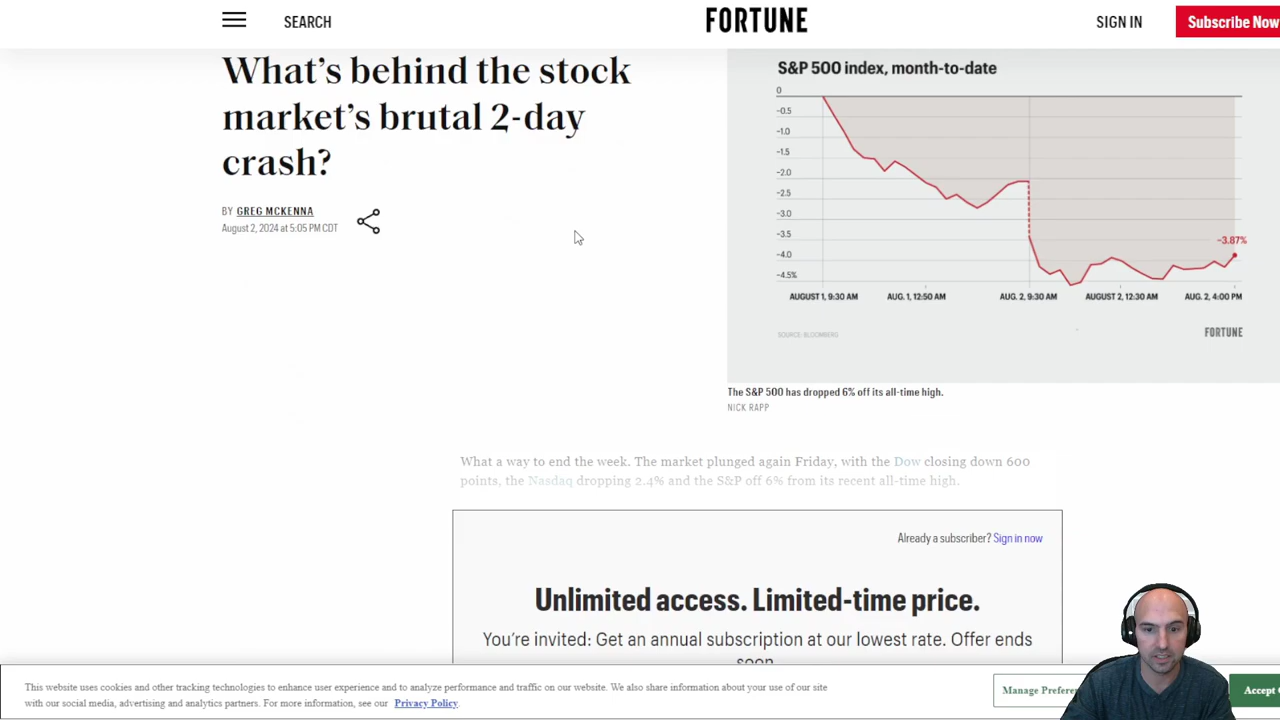 SEARCH
FORTUNE
SIGN IN
Subscribe Now
What's behind the stock
market's brutal 2-day
crash?
BY GREG MCKENNA
August 2, 2024 at 5:05 PM CDT
S&P 500 index, month-to-date
0
−0.5
−1.0
−1.5
−2.0
−2.5
−3.0
−3.5
−4.0
−4.5%
−3.87%
AUGUST 1, 9:30 AM
AUG. 1, 12:50 AM
AUG. 2, 9:30 AM
AUGUST 2, 12:30 AM
AUG. 2, 4:00 PM
SOURCE: BLOOMBERG
FORTUNE
The S&P 500 has dropped 6% off its all-time high.
NICK RAPP
What a way to end the week. The market plunged again Friday, with the Dow closing down 600
points, the Nasdaq dropping 2.4% and the S&P off 6% from its recent all-time high.
Already a subscriber? Sign in now
Unlimited access. Limited-time price.
You're invited: Get an annual subscription at our lowest rate. Offer ends
soon
This website uses cookies and other tracking technologies to enhance user experience and to analyze performance and traffic on our website. We also share information about your use of our site
with our social media, advertising and analytics partners. For more information, see our Privacy Policy.
Manage Prefere
Accept